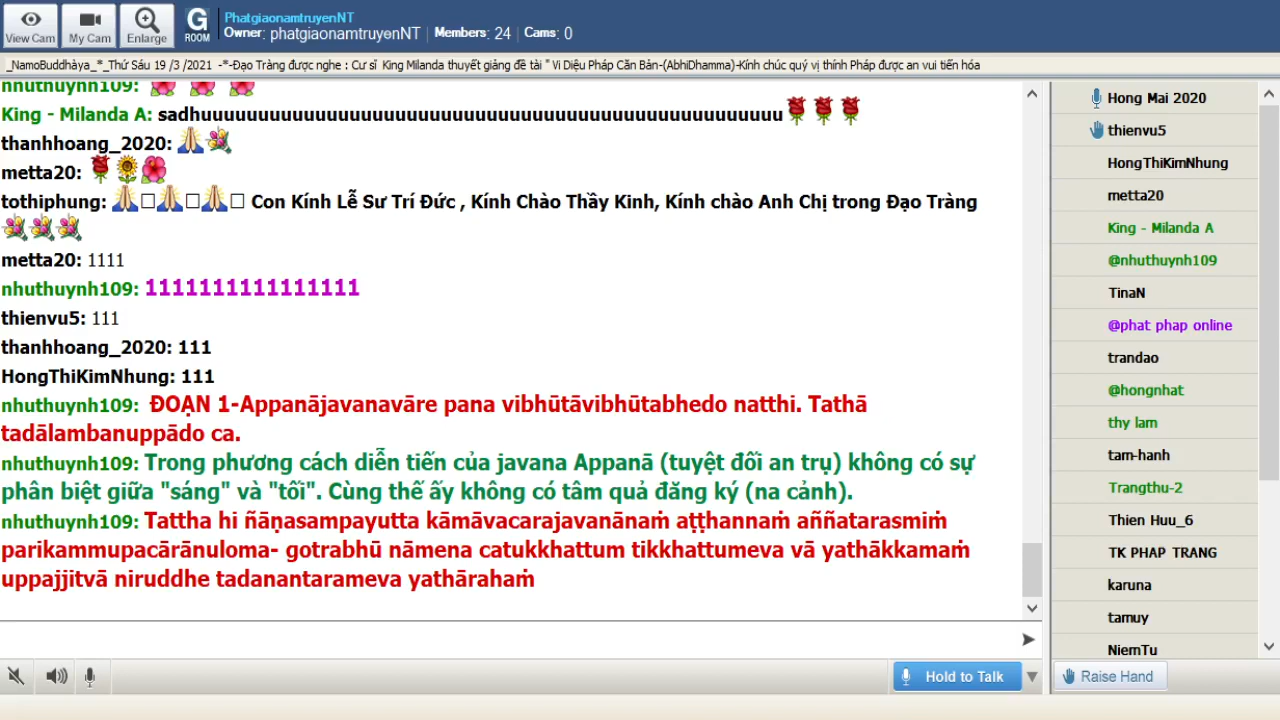 View Cam
My Cam
Enlarge
G
ROOM
PhatgiaonamtruyenNT
Owner: phatgiaonamtruyenNT | Members: 24 | Cams: 0
_NamoBuddhàya_*_Thứ Sáu 19 /3 /2021 -*-Đạo Tràng được nghe : Cư sĩ King Milanda thuyết giảng đề tài " Vi Diệu Pháp Căn Bản-(AbhiDhamma)-Kính chúc quý vị thính Pháp được an vui tiến hóa
nhuthuynh109:
King - Milanda A: sadhuuuuuuuuuuuuuuuuuuuuuuuuuuuuuuuuuuuuuuuuuuuuuuuuuuu
thanhhoang_2020:
metta20:
tothiphung: Con Kính Lễ Sư Trí Đức , Kính Chào Thầy Kinh, Kính chào Anh Chị trong Đạo Tràng
metta20: 1111
nhuthuynh109: 1111111111111111
thienvu5: 111
thanhhoang_2020: 111
HongThiKimNhung: 111
nhuthuynh109: ĐOẠN 1-Appanājavanavāre pana vibhūtāvibhūtabhedo natthi. Tathā
tadālambanuppādo ca.
nhuthuynh109: Trong phương cách diễn tiến của javana Appanā (tuyệt đối an trụ) không có sự
phân biệt giữa "sáng" và "tối". Cùng thế ấy không có tâm quả đăng ký (na cảnh).
nhuthuynh109: Tattha hi ñāṇasampayutta kāmāvacarajavanānaṁ aṭṭhannaṁ aññatarasmiṁ
parikammupacārānuloma- gotrabhū nāmena catukkhattum tikkhattumeva vā yathākkamaṁ
uppajjitvā niruddhe tadanantarameva yathārahaṁ
Hong Mai 2020
thienvu5
HongThiKimNhung
metta20
King - Milanda A
@nhuthuynh109
TinaN
@phat phap online
trandao
@hongnhat
thy lam
tam-hanh
Trangthu-2
Thien Huu_6
TK PHAP TRANG
karuna
tamuy
NiemTu
Hold to Talk
Raise Hand